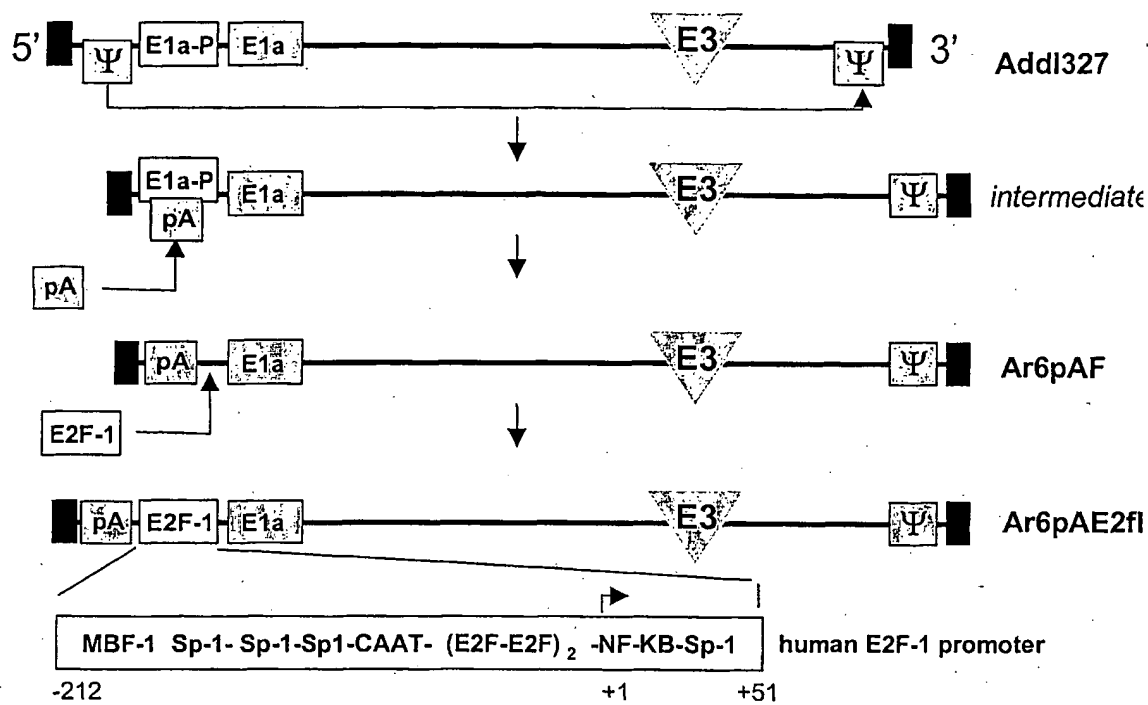 5' Ψ E1a-P E1a E3 Ψ 3' Addl327
E1a-P E1a E3 Ψ intermediate
pA
pA
pA E1a E3 Ψ Ar6pAF
E2F-1
pA E2F-1 E1a E3 Ψ Ar6pAE2fI
MBF-1 Sp-1- Sp-1-Sp1-CAAT- (E2F-E2F) 2 -NF-KB-Sp-1 human E2F-1 promoter
-212 +1 +51